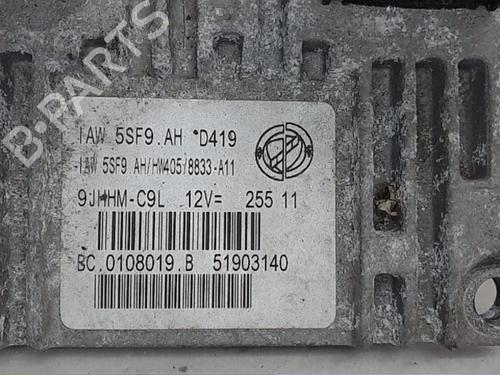 IAW 5SF9.AH D419
IAW 5SF9 AH/HW405/8833-A11
9JHHM-C9L 12V= 255 11
BC.0108019.B 51903140
B-PARTS